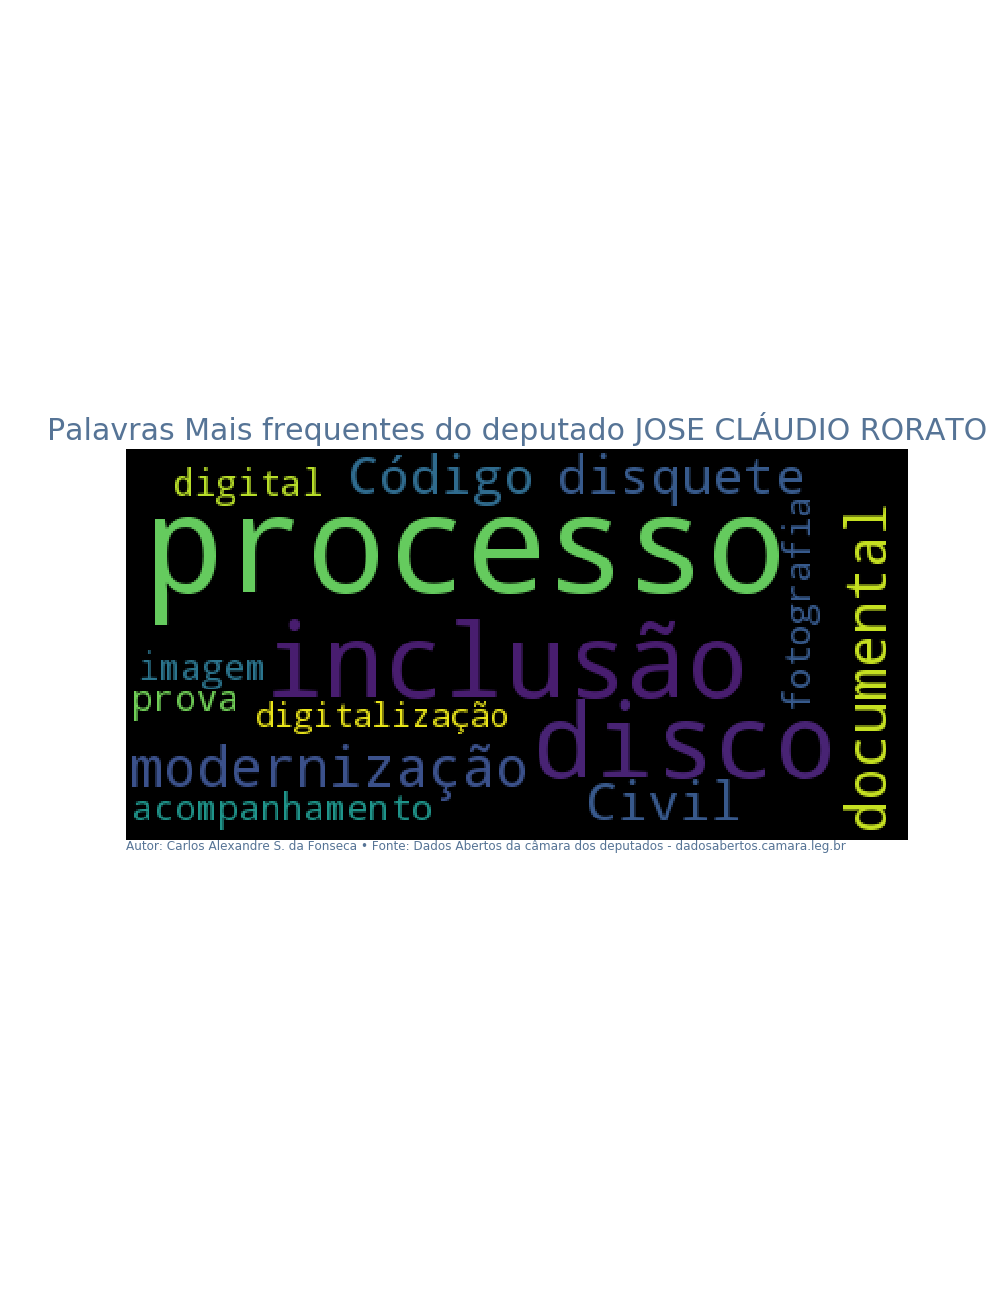 Palavras Mais frequentes do deputado JOSE CLÁUDIO RORATO
digital
Código
disquete
processo
fotografia
documental
inclusão
imagem
prova
digitalização
disco
modernização
Civil
acompanhamento
Autor: Carlos Alexandre S. da Fonseca • Fonte: Dados Abertos da câmara dos deputados - dadosabertos.camara.leg.br